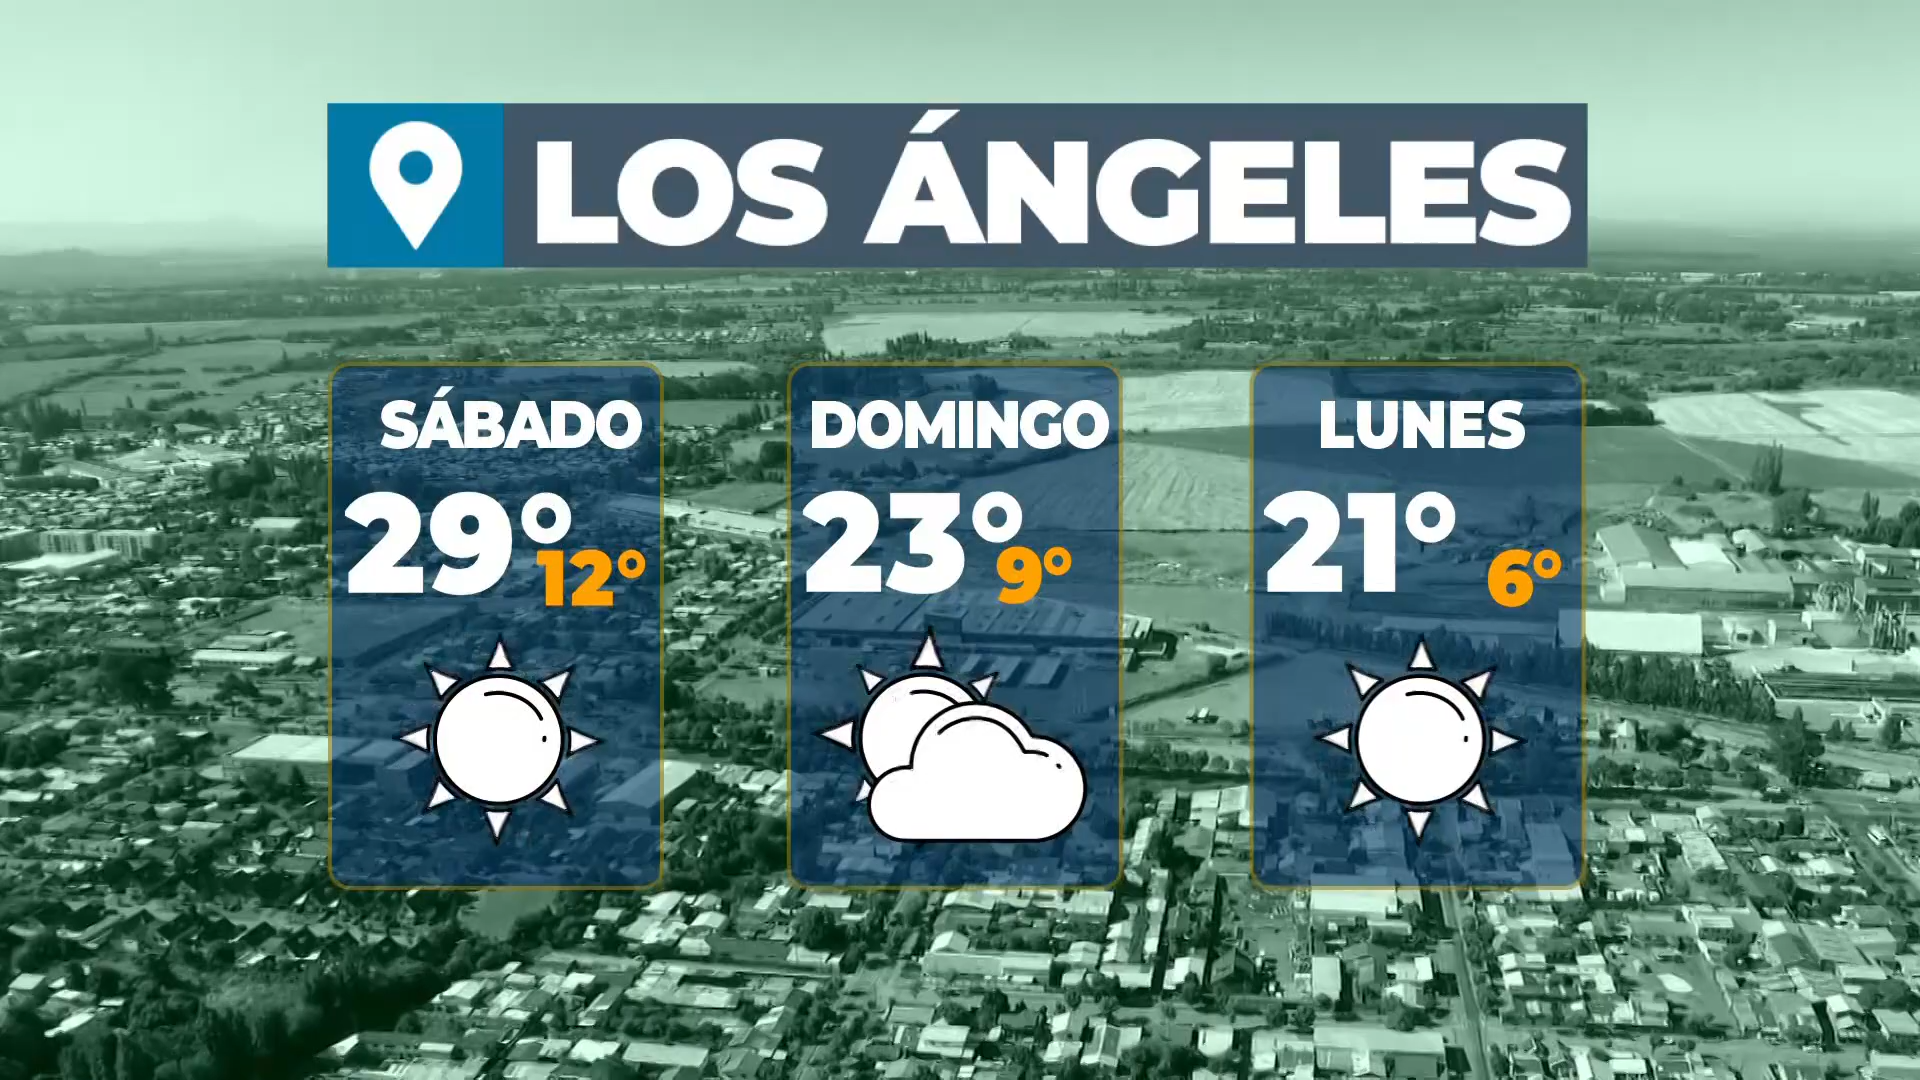 LOS ÁNGELES
SÁBADO
29° 12°
DOMINGO
23° 9°
LUNES
21° 6°